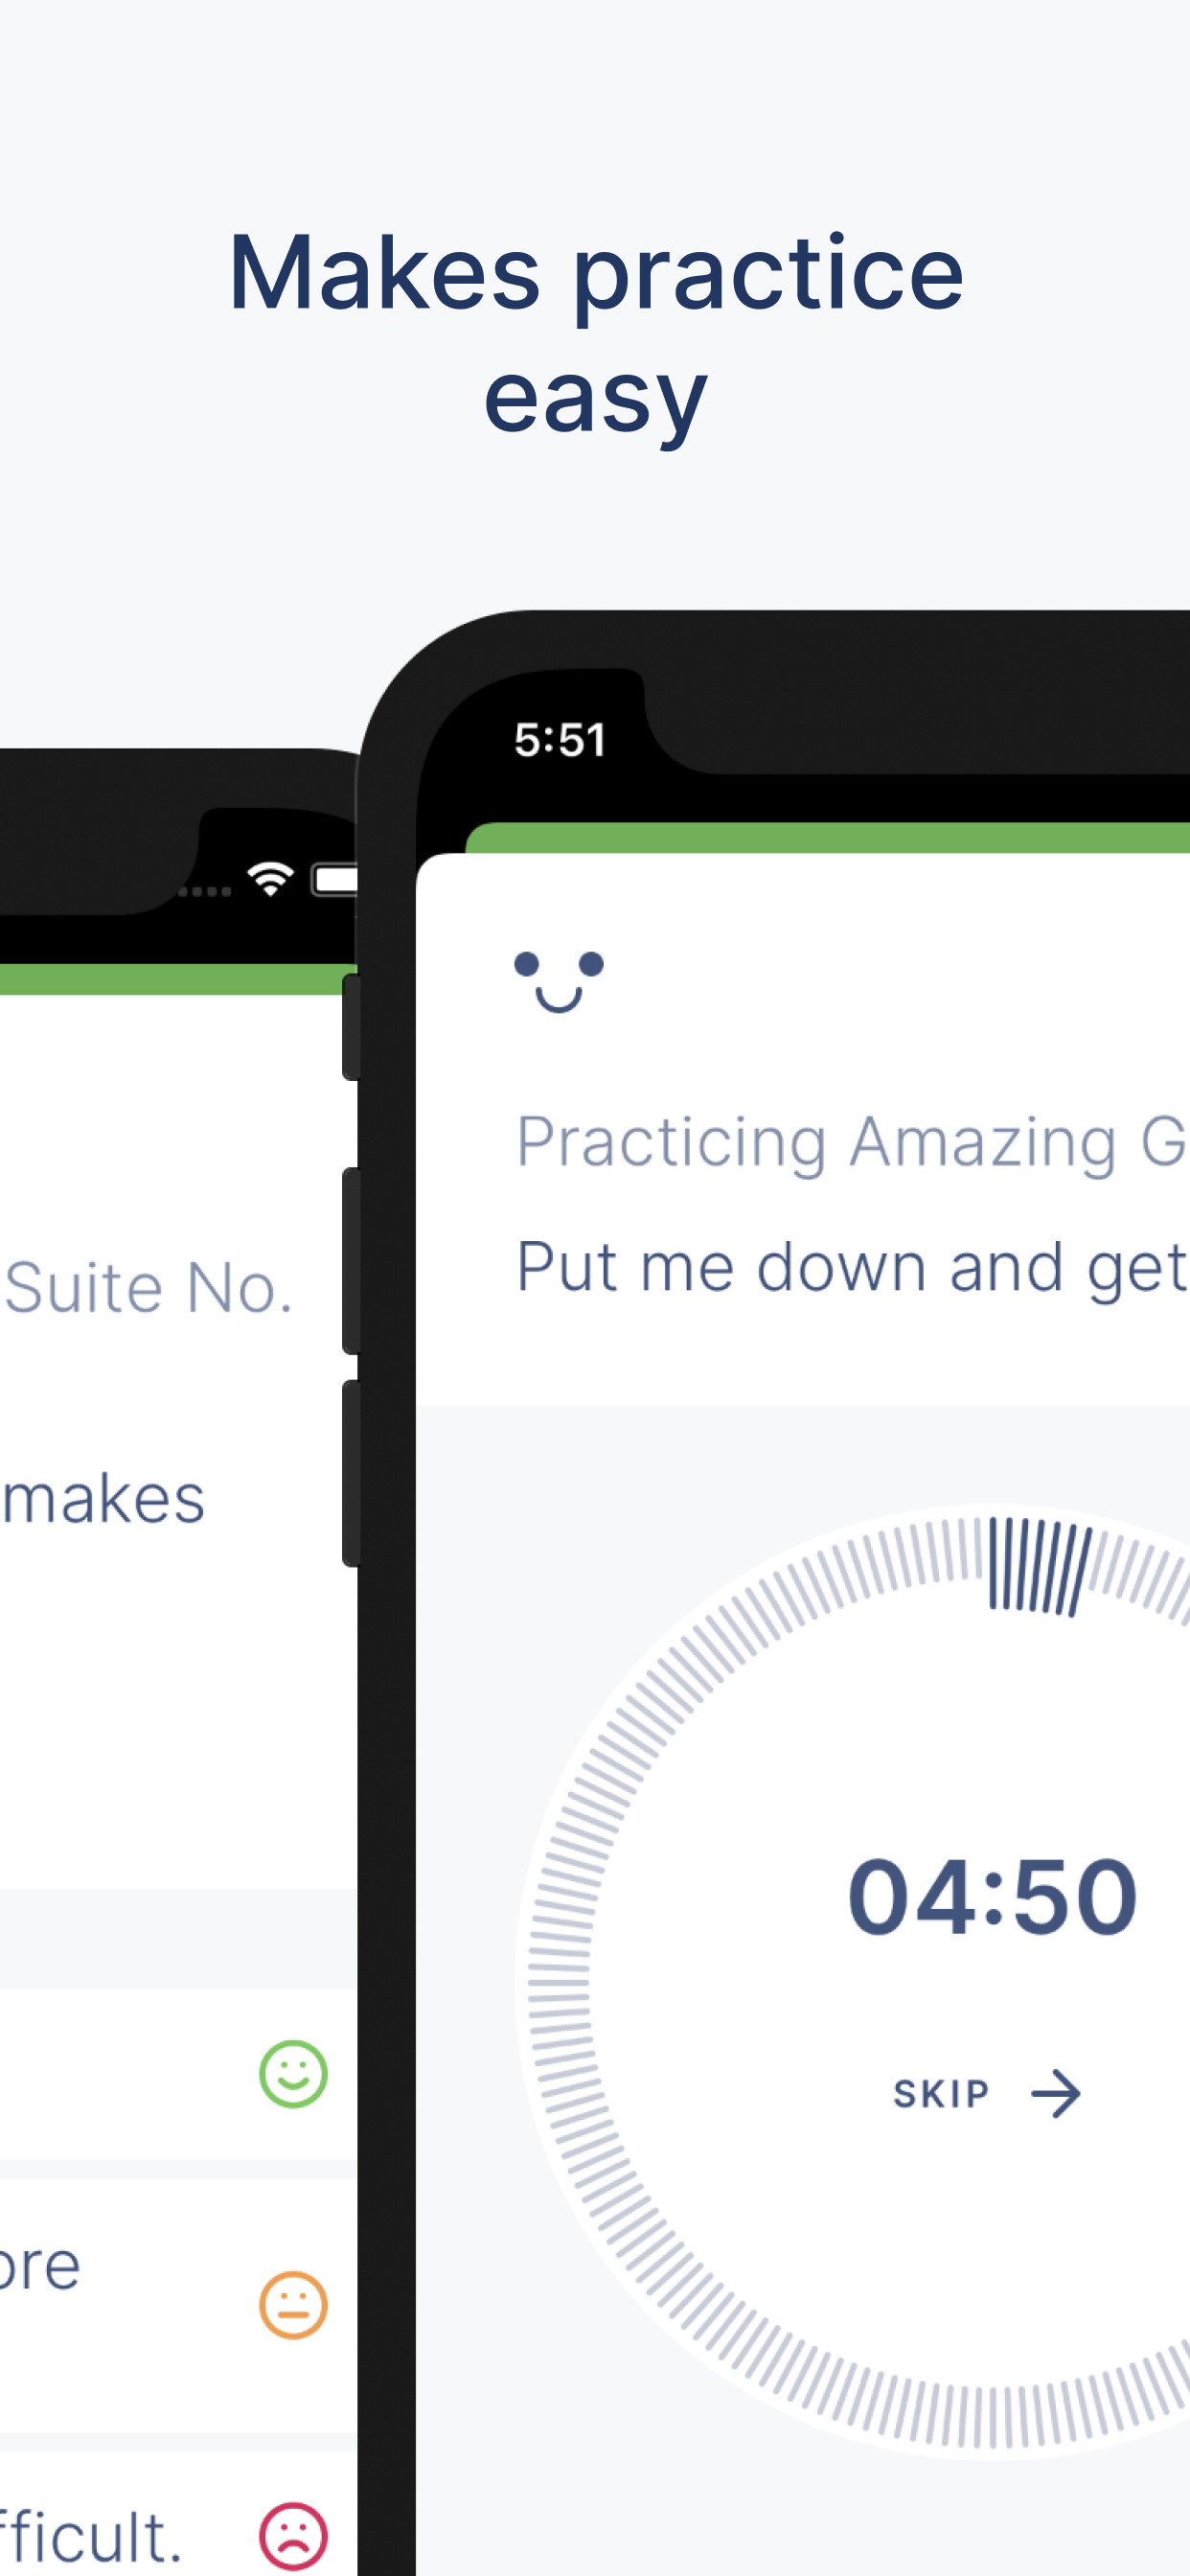 Makes practice
easy
5:51
Practicing Amazing G
Put me down and get
04:50
SKIP
Suite No.
makes
ore
fficult.